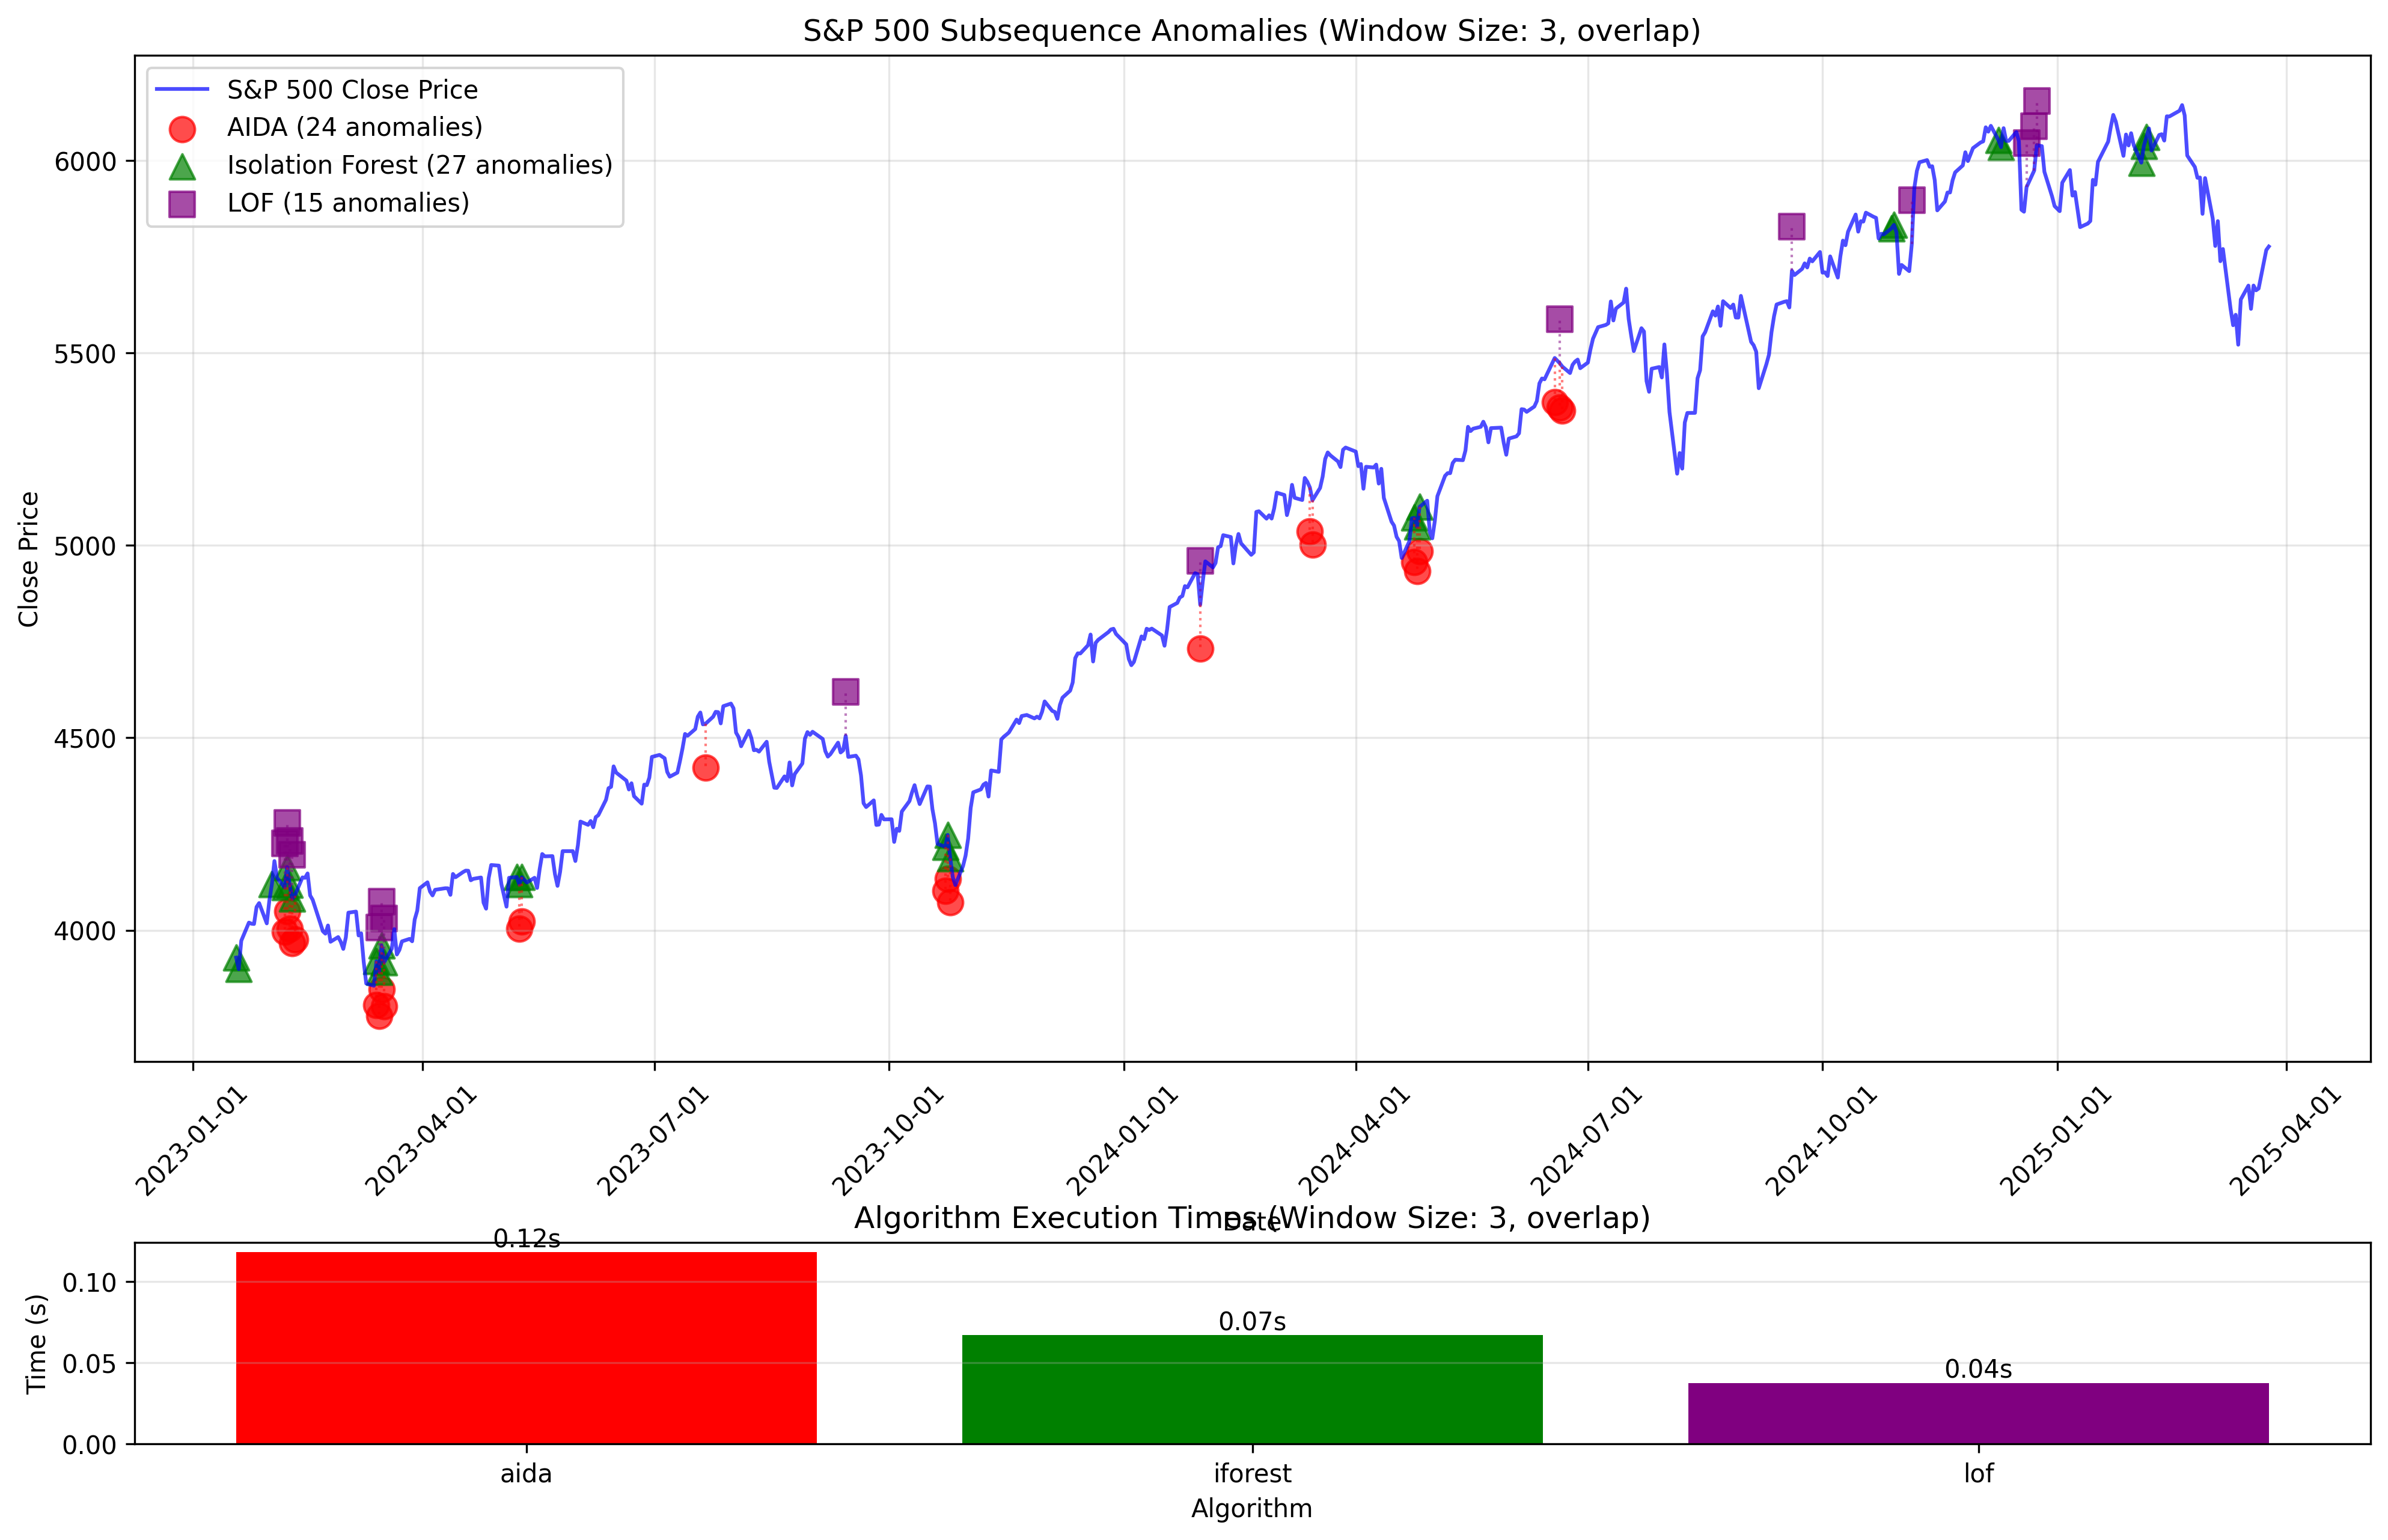 S&P 500 Subsequence Anomalies (Window Size: 3, overlap)
S&P 500 Close Price
AIDA (24 anomalies)
Isolation Forest (27 anomalies)
LOF (15 anomalies)
Close Price
6000
5500
5000
4500
4000
2023-01-01
2023-04-01
2023-07-01
2023-10-01
2024-01-01
2024-04-01
2024-07-01
2024-10-01
2025-01-01
2025-04-01
Date
Algorithm Execution Times (Window Size: 3, overlap)
Time (s)
0.10
0.05
0.00
0.12s
0.07s
0.04s
aida
iforest
lof
Algorithm